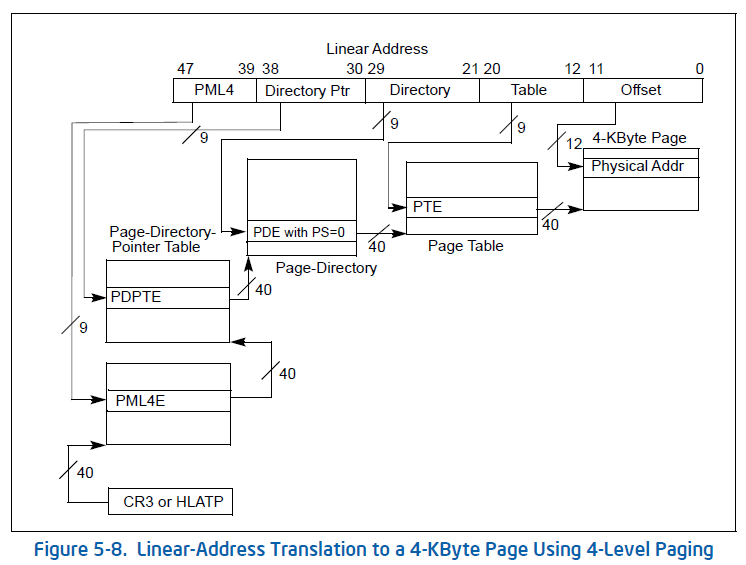 Linear Address
47 39 38 30 29 21 20 12 11 0
PML4 Directory Ptr Directory Table Offset
9 9 9 12 4-KByte Page
Physical Addr
PTE
PDE with PS=0 40 40
Page-Directory-
Pointer Table
Page Table
Page-Directory
PDPTE 40
9
40
PML4E
40
CR3 or HLATP
Figure 5-8. Linear-Address Translation to a 4-KByte Page Using 4-Level Paging